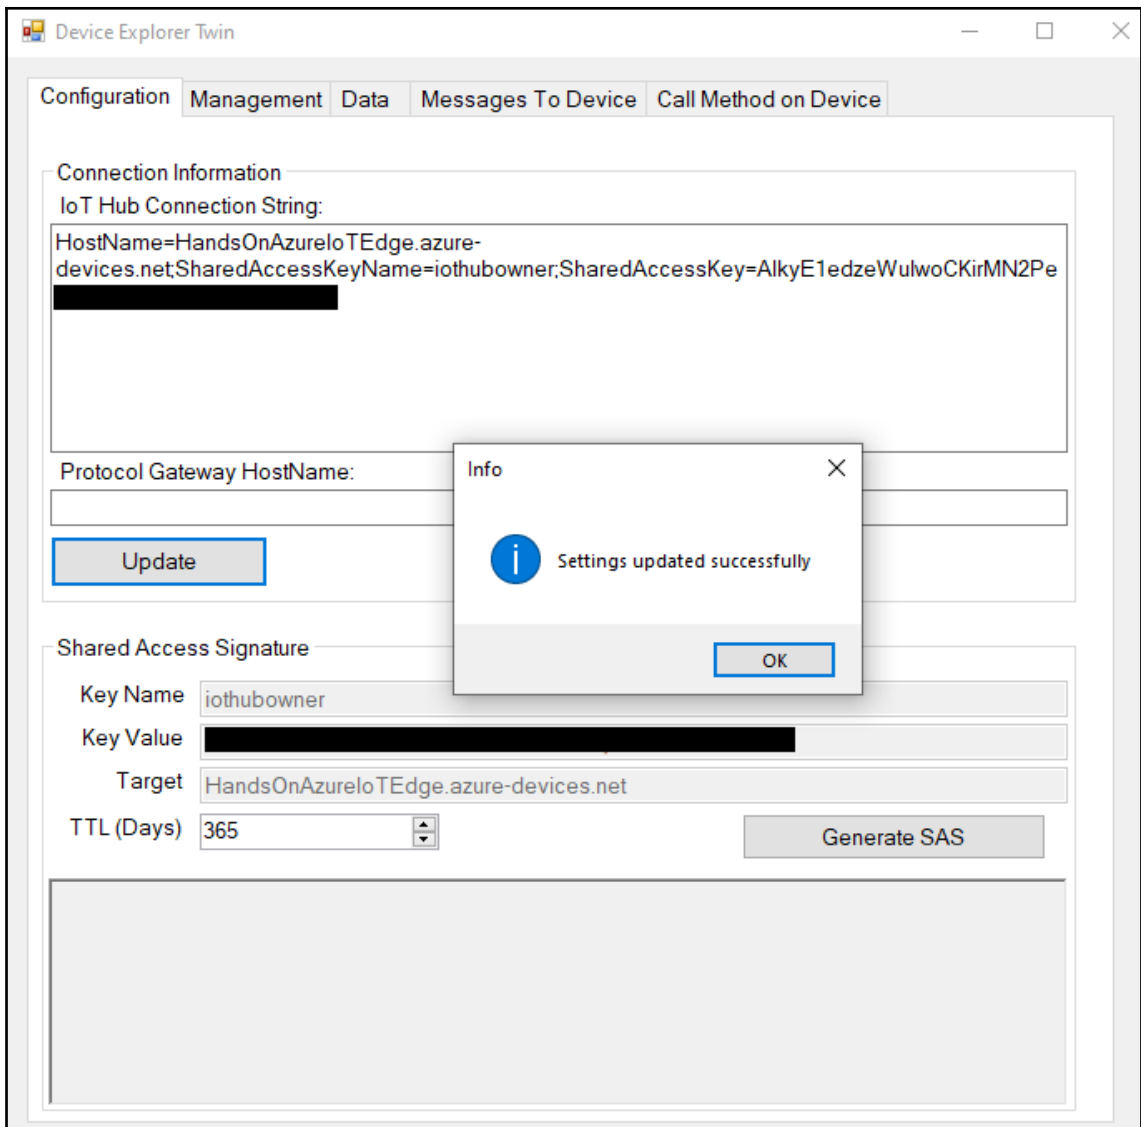 Device Explorer Twin
Configuration Management Data Messages To Device Call Method on Device
Connection Information
IoT Hub Connection String:
HostName=HandsOnAzureIoTEdge.azure-
devices.net;SharedAccessKeyName=iothubowner;SharedAccessKey=AlkyE1edzeWulwoCKirMN2Pe
Protocol Gateway HostName:
Update
Info
Settings updated successfully
OK
Shared Access Signature
Key Name iothubowner
Key Value
Target HandsOnAzureIoTEdge.azure-devices.net
TTL (Days) 365
Generate SAS